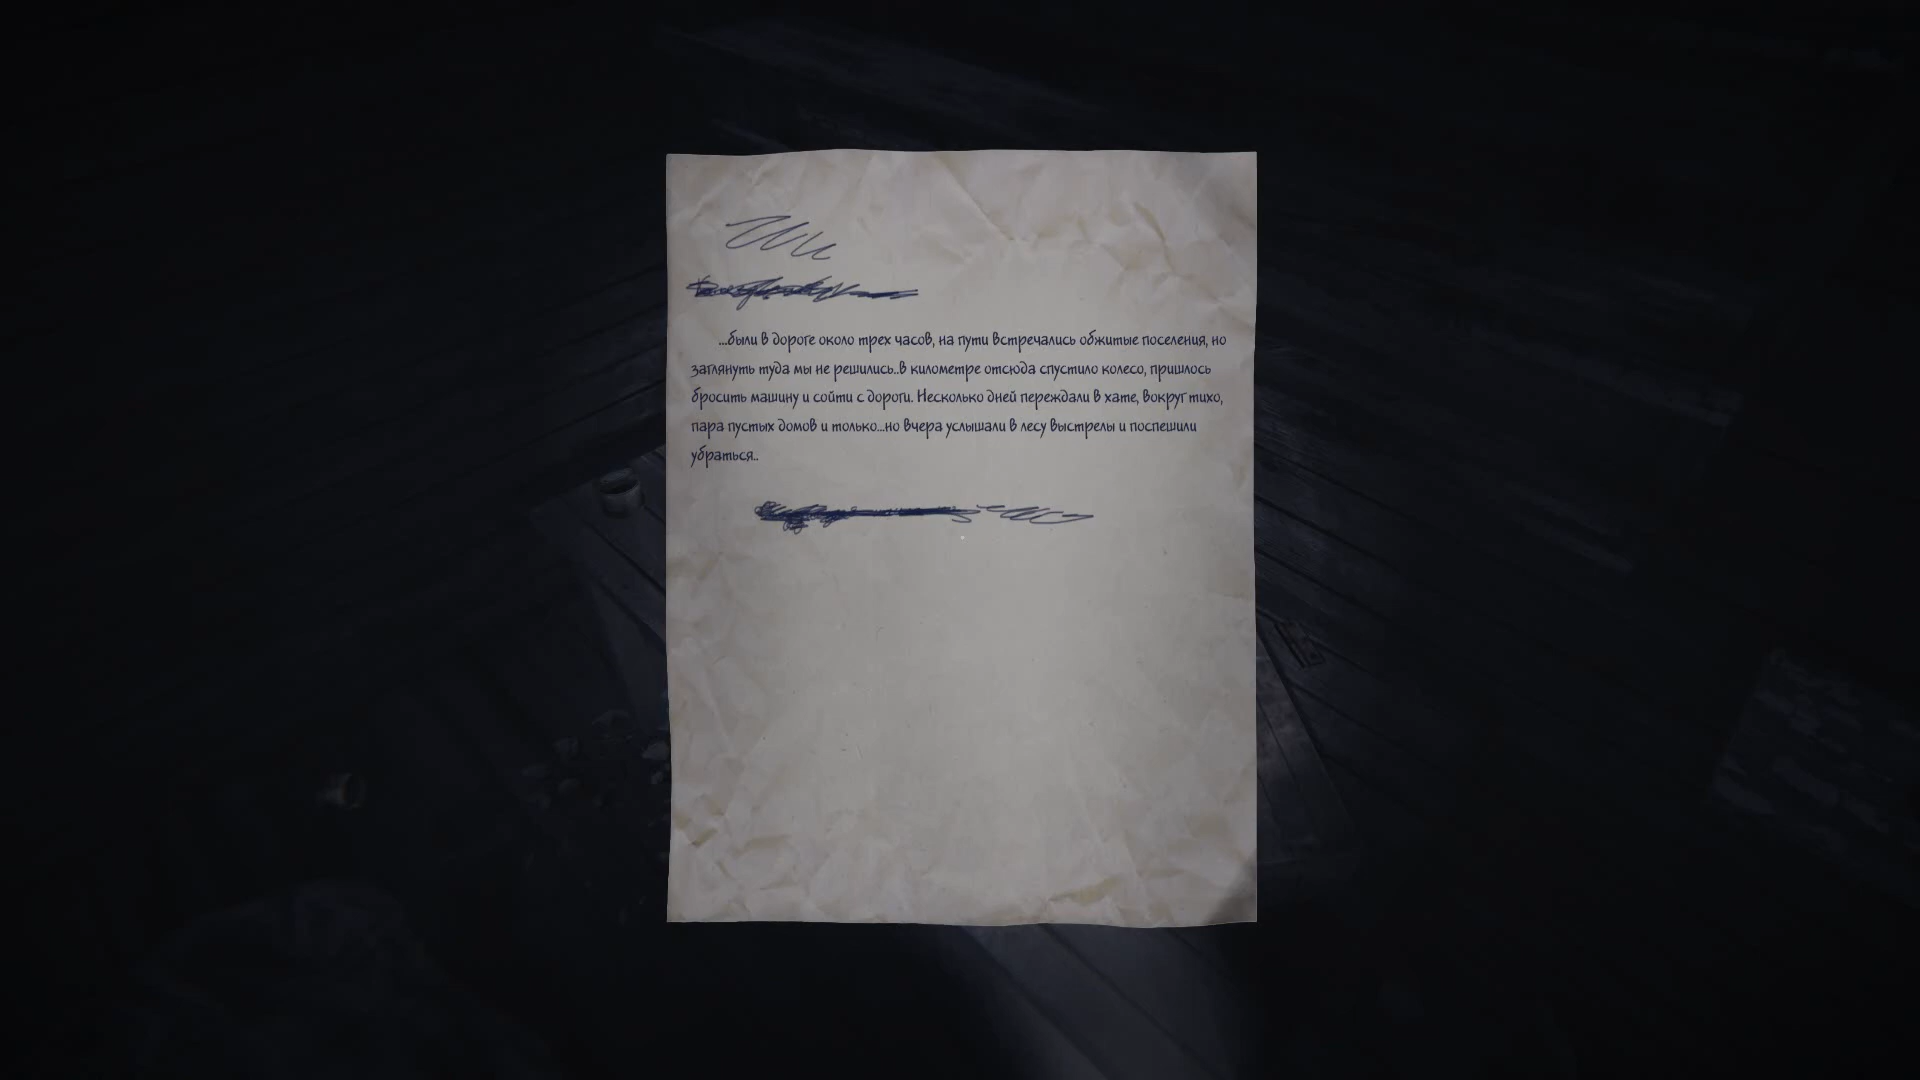 ...были в дороге около трех часов, на пути встречались обжитые поселения, но
заглянуть туда мы не решились..в километре отсюда спустило колесо, пришлось
бросить машину и сойти с дороги. Несколько дней переждали в хате, вокруг тихо,
пара пустых домов и только...но вчера услышали в лесу выстрелы и поспешили
убраться..